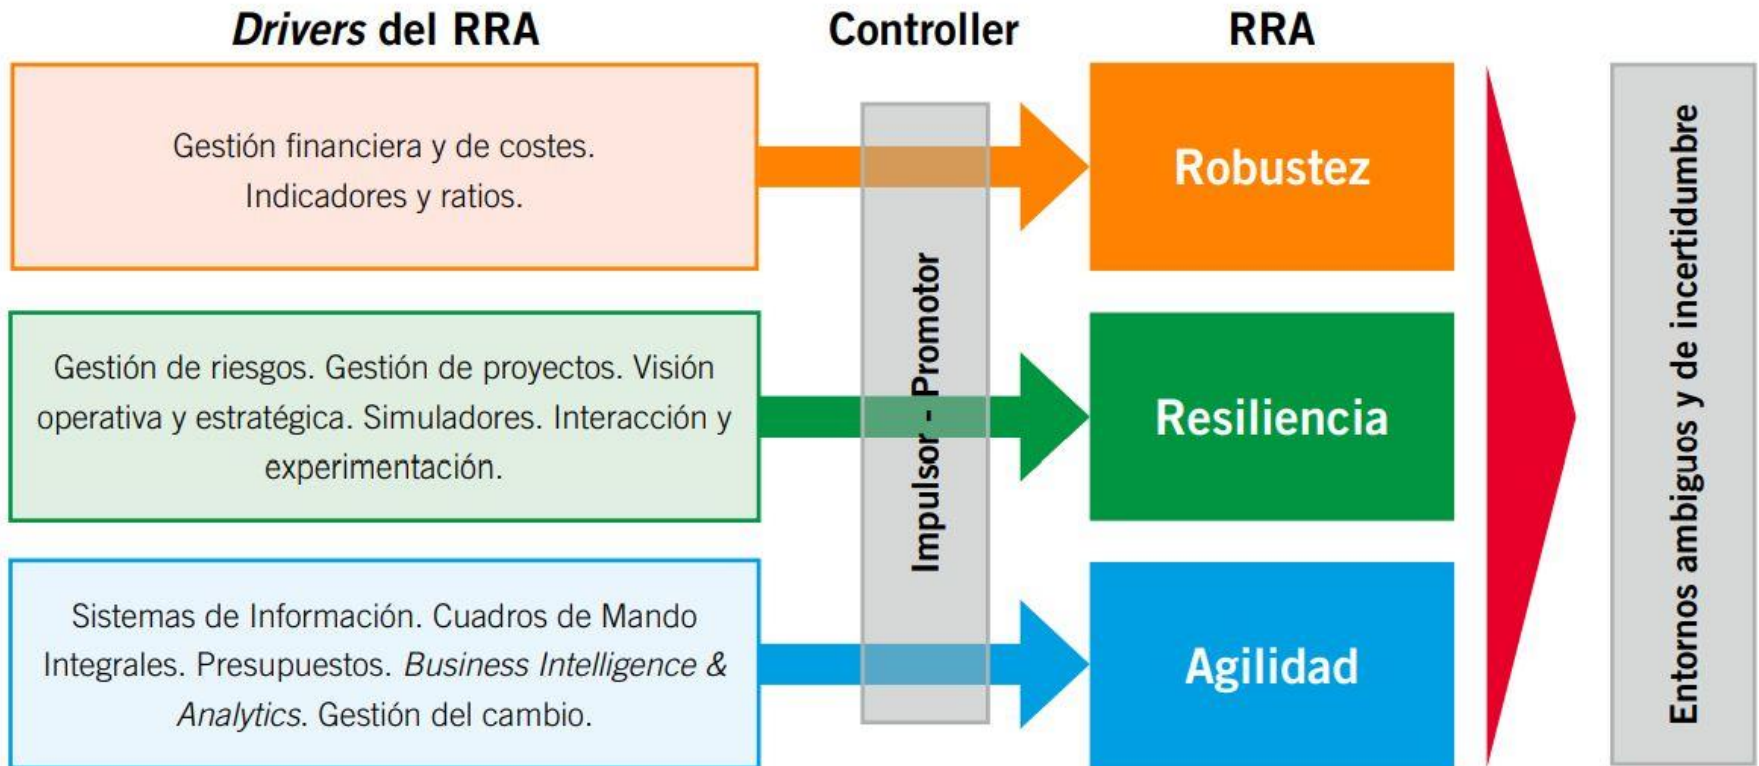 Drivers del RRA
Controller
RRA
Gestión financiera y de costes.
Indicadores y ratios.
Robustez
Gestión de riesgos. Gestión de proyectos. Visión
operativa y estratégica. Simuladores. Interacción y
experimentación.
Resiliencia
Sistemas de Información. Cuadros de Mando
Integrales. Presupuestos. Business Intelligence &
Analytics. Gestión del cambio.
Agilidad
Impulsor - Promotor
Entornos ambiguos y de incertidumbre